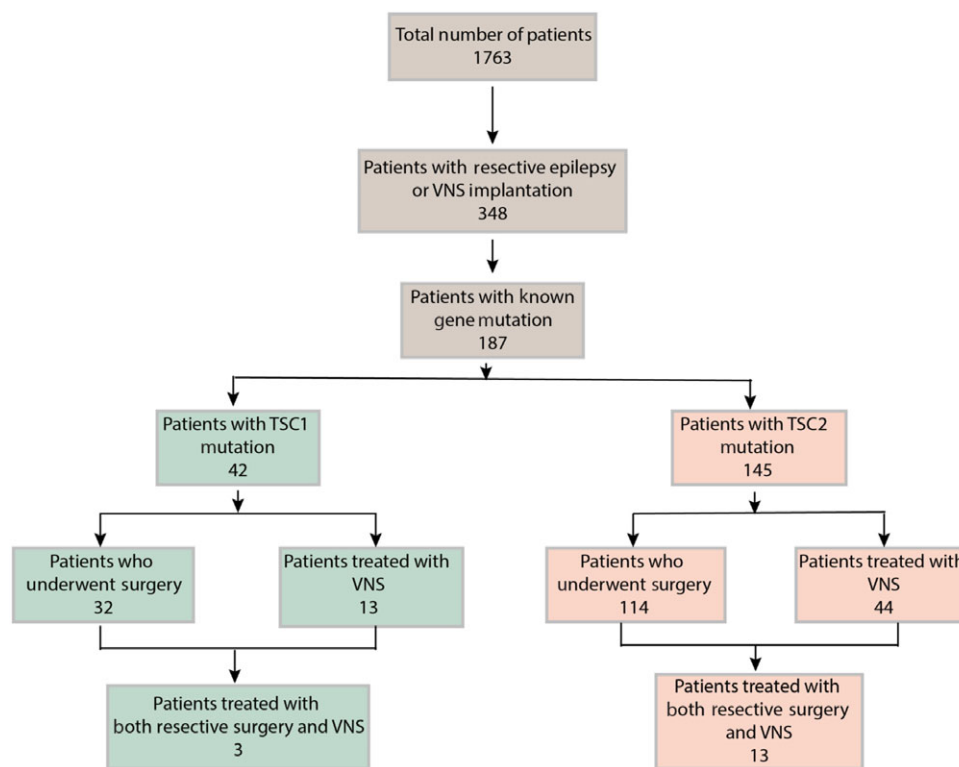 Total number of patients
1763
Patients with resective epilepsy
or VNS implantation
348
Patients with known
gene mutation
187
Patients with TSC1
mutation
42
Patients with TSC2
mutation
145
Patients who
underwent surgery
32
Patients treated with
VNS
13
Patients who
underwent surgery
114
Patients treated with
VNS
44
Patients treated with
both resective surgery and VNS
3
Patients treated with
both resective surgery
and VNS
13